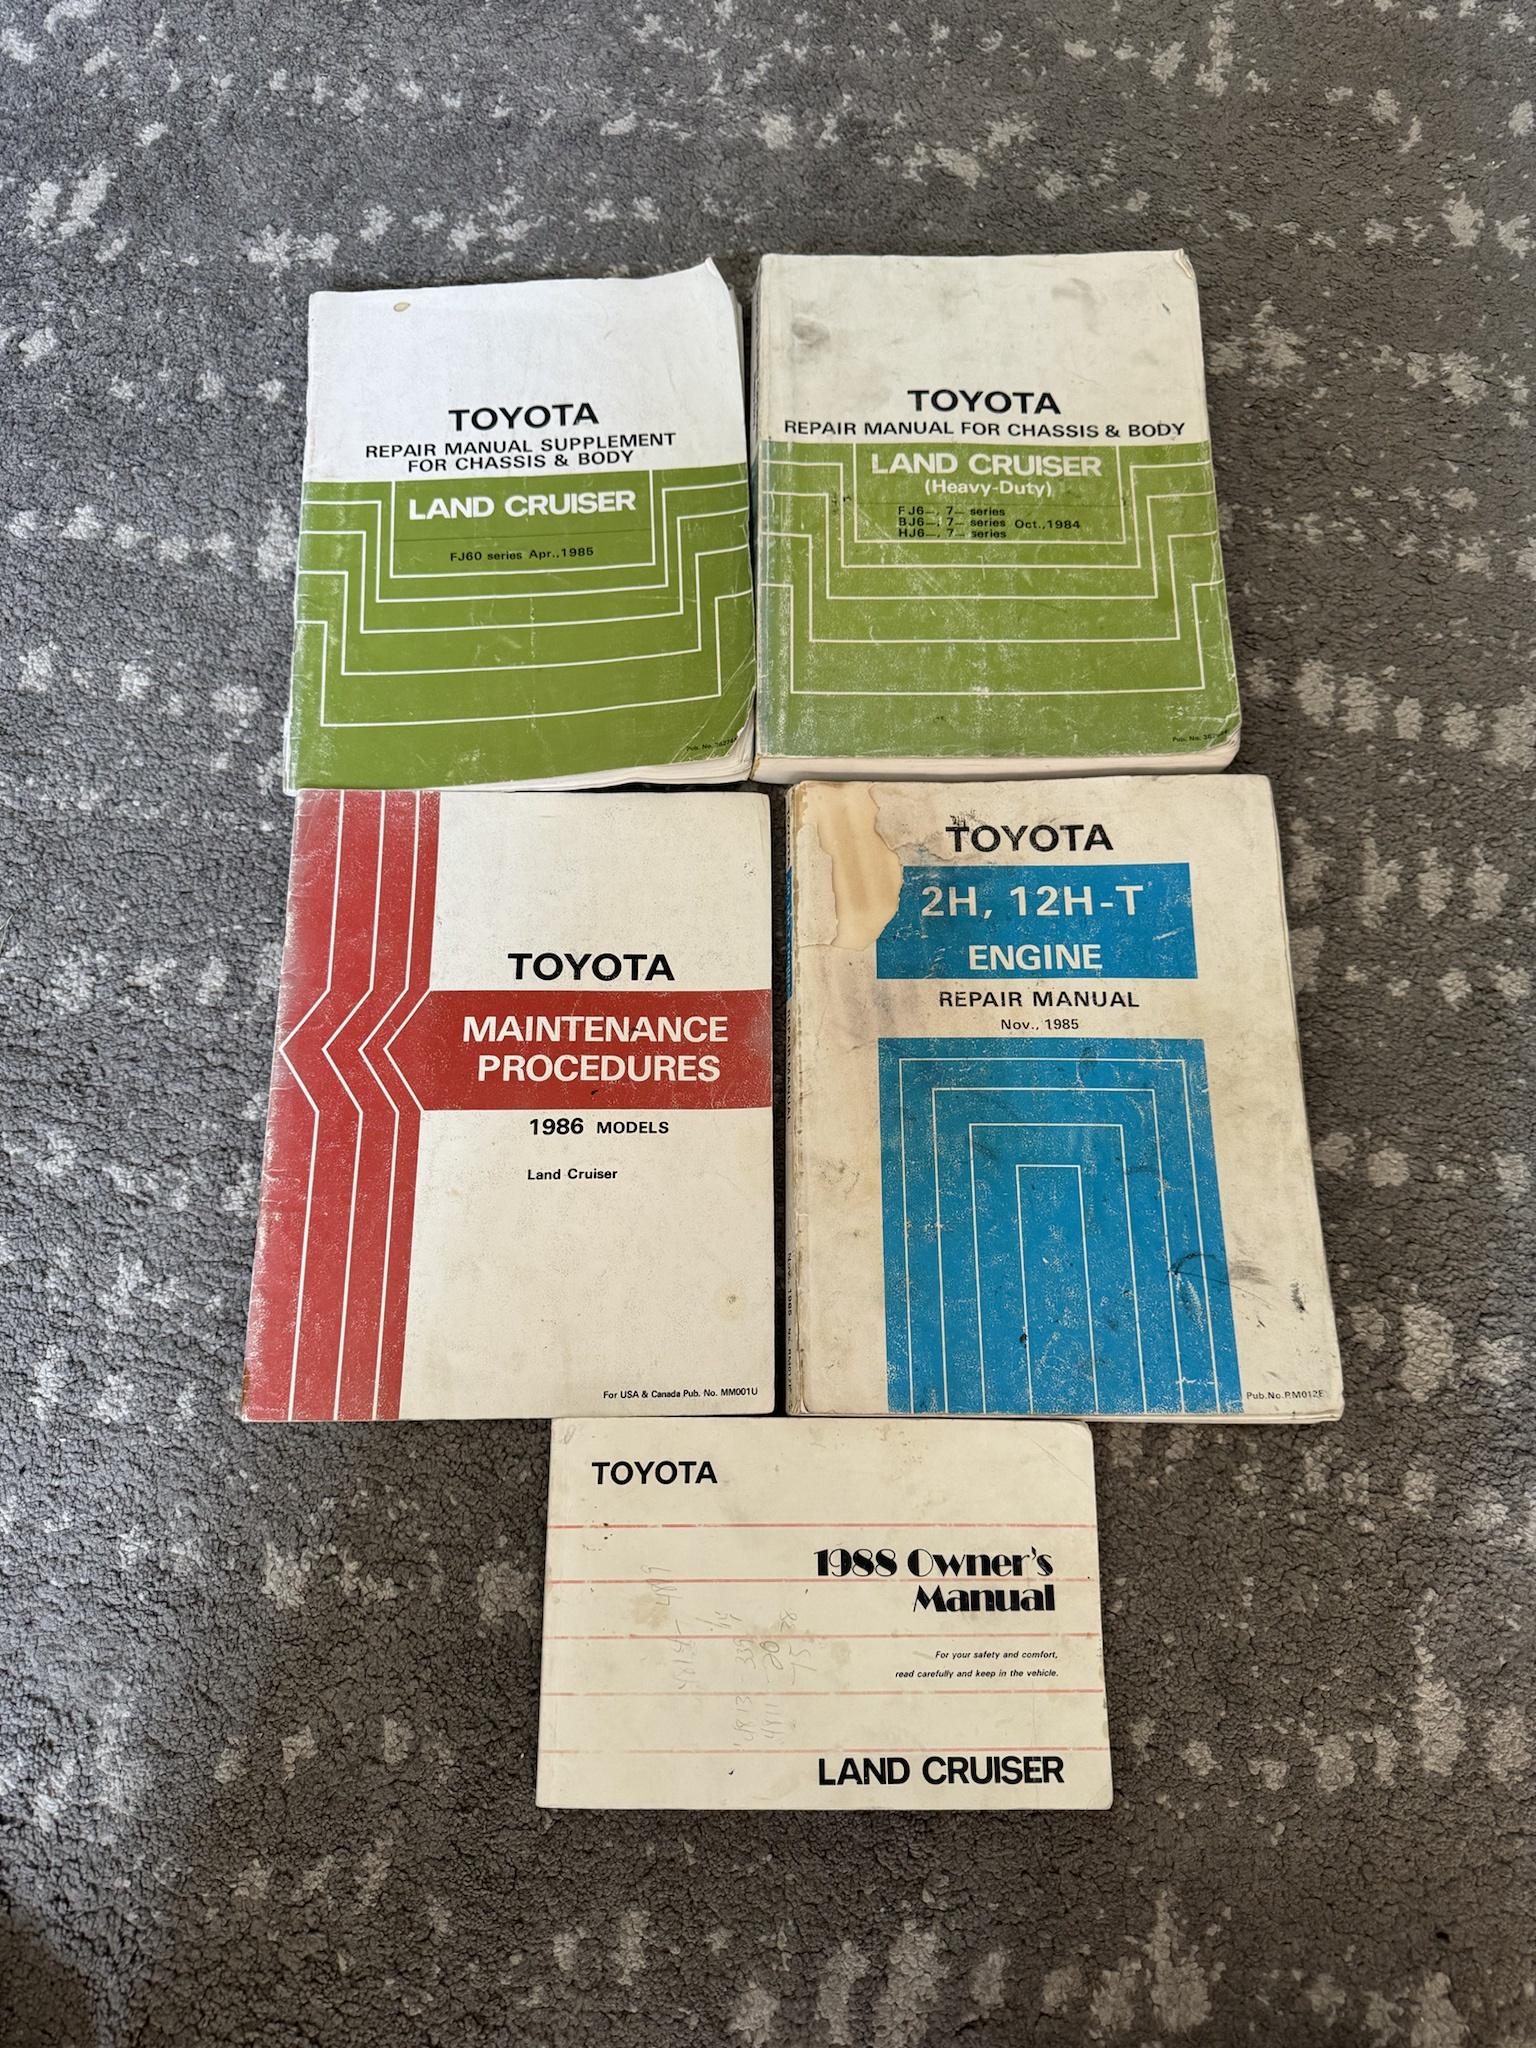 TOYOTA
REPAIR MANUAL SUPPLEMENT
FOR CHASSIS & BODY
LAND CRUISER
FJ60 series Apr., 1985
Pub. No.
TOYOTA
REPAIR MANUAL FOR CHASSIS & BODY
LAND CRUISER
(Heavy-Duty)
FJ6—, 7— series
BJ6—, 7— series Oct., 1984
HJ6—, 7— series
Pub. No.
TOYOTA
MAINTENANCE
PROCEDURES
1986 MODELS
Land Cruiser
For USA & Canada Pub. No. MM001U
TOYOTA
2H, 12H-T
ENGINE
REPAIR MANUAL
Nov., 1985
Pub.No.RM012E
TOYOTA
1988 Owner's
Manual
For your safety and comfort,
read carefully and keep in the vehicle.
LAND CRUISER